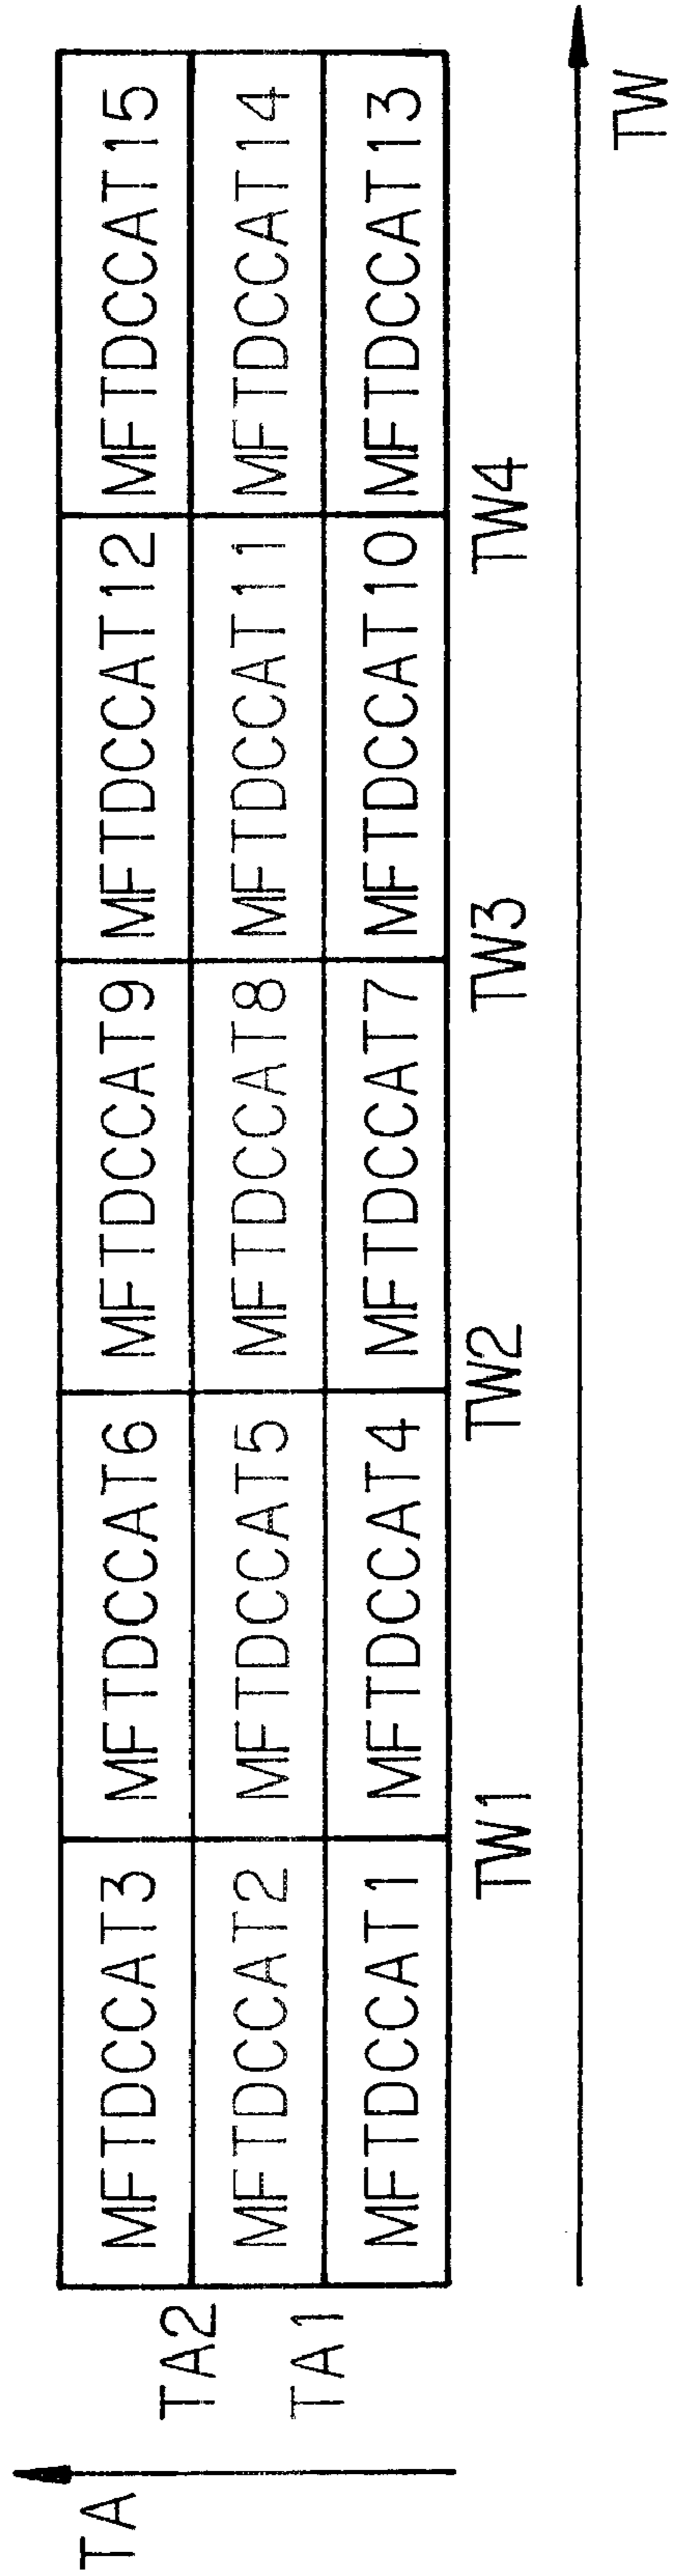 TA
TA2
TA1
MFTDCCAT3 MFTDCCAT6 MFTDCCAT9 MFTDCCAT12 MFTDCCAT15
MFTDCCAT2 MFTDCCAT5 MFTDCCAT8 MFTDCCAT11 MFTDCCAT14
MFTDCCAT1 MFTDCCAT4 MFTDCCAT7 MFTDCCAT10 MFTDCCAT13
TW1 TW2 TW3 TW4
TW